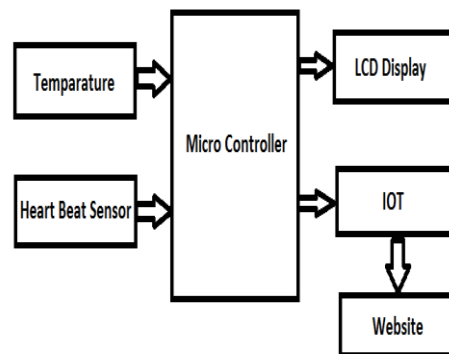 Temparature
Heart Beat Sensor
Micro Controller
LCD Display
IOT
Website